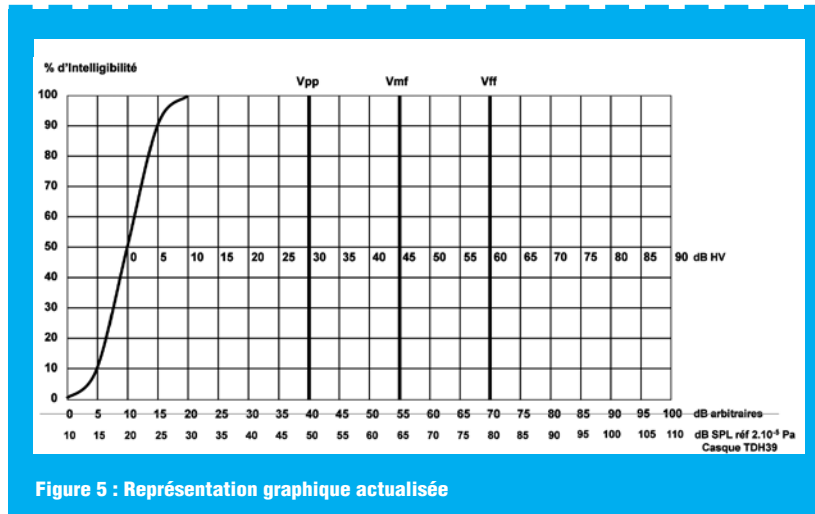 % d'Intelligibilité
Vpp Vmf Vff
100
90
80
70
60
50
0 5 10 15 20 25 30 35 40 45 50 55 60 65 70 75 80 85 90 dB HV
40
30
20
10
0
0 5 10 15 20 25 30 35 40 45 50 55 60 65 70 75 80 85 90 95 100 dB arbitraires
10 15 20 25 30 35 40 45 50 55 60 65 70 75 80 85 90 95 100 105 110 dB SPL réf 2.10⁻⁵ Pa
Casque TDH39
Figure 5 : Représentation graphique actualisée